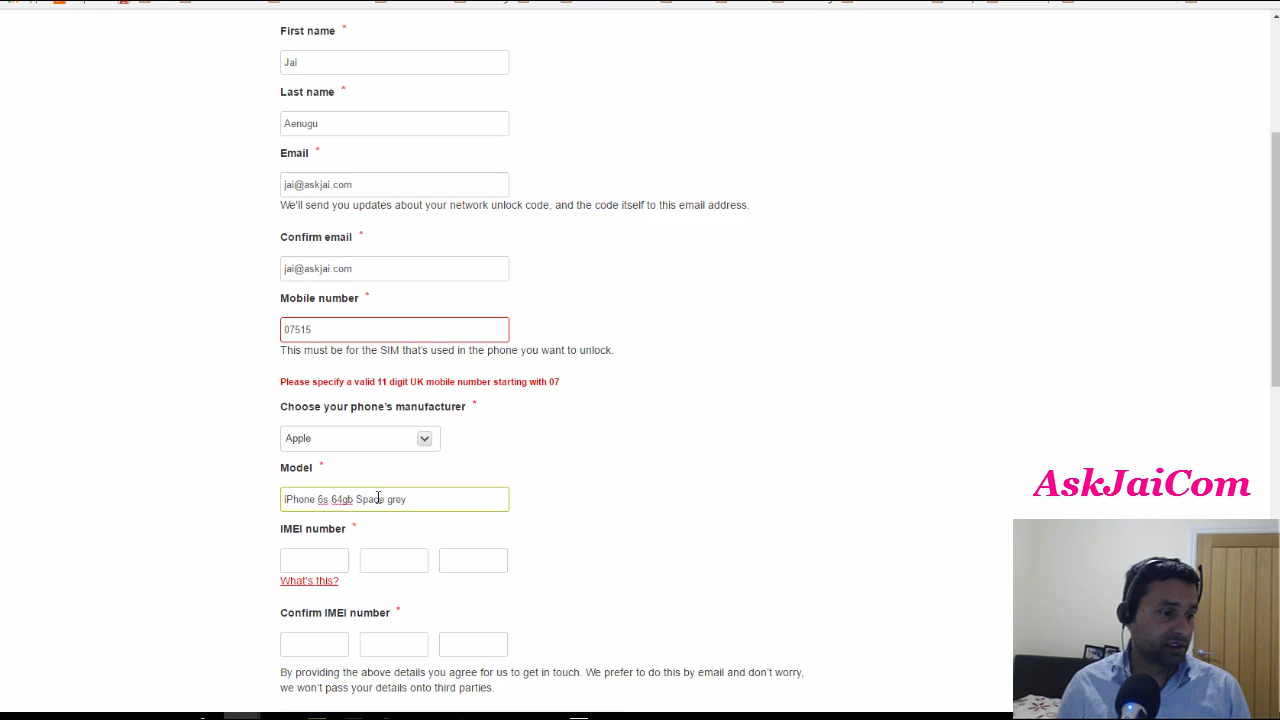 First name *
Jai
Last name *
Aenugu
Email *
jai@askjai.com
We'll send you updates about your network unlock code, and the code itself to this email address.
Confirm email *
jai@askjai.com
Mobile number *
07515
This must be for the SIM that's used in the phone you want to unlock.
Please specify a valid 11 digit UK mobile number starting with 07
Choose your phone's manufacturer *
Apple
Model *
iPhone 6s 64gb Space grey
IMEI number *
What's this?
Confirm IMEI number *
By providing the above details you agree for us to get in touch. We prefer to do this by email and don't worry,
we won't pass your details onto third parties.
AskJaiCom